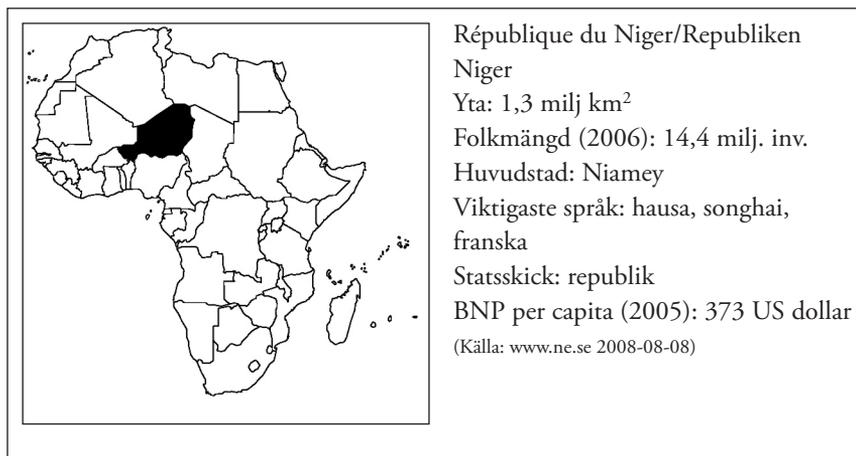 République du Niger/Republiken
Niger
Yta: 1,3 milj km²
Folkmängd (2006): 14,4 milj. inv.
Huvudstad: Niamey
Viktigaste språk: hausa, songhai,
franska
Statsskick: republik
BNP per capita (2005): 373 US dollar
(Källa: www.ne.se 2008-08-08)